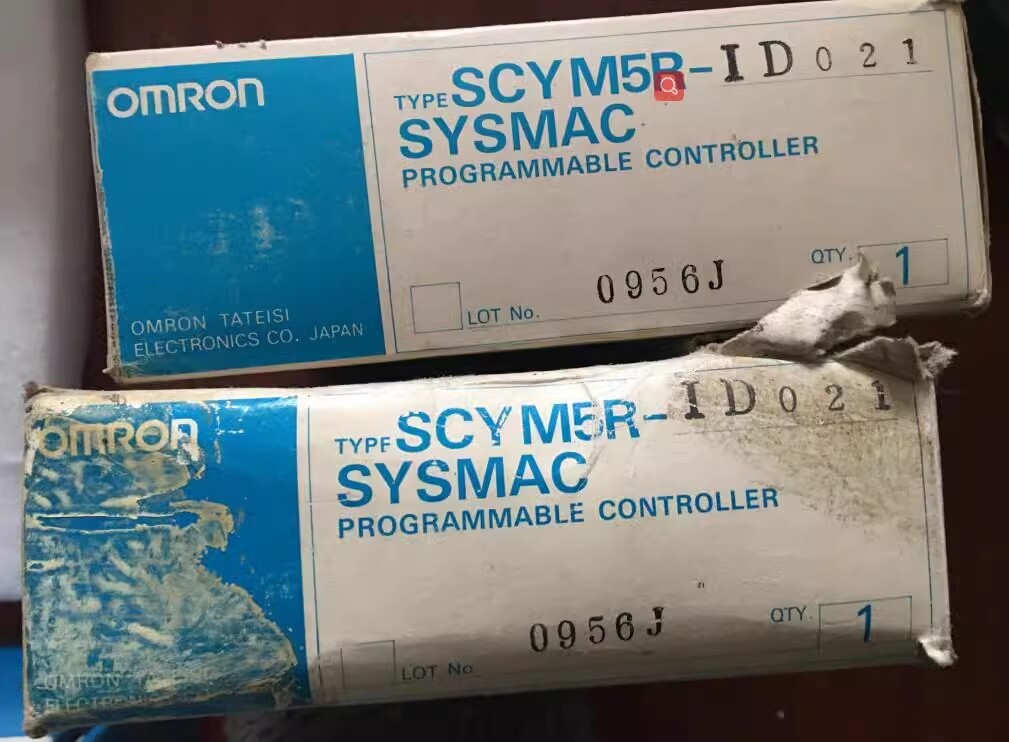 OMRON
TYPE SCYM5R-ID021
SYSMAC
PROGRAMMABLE CONTROLLER
QTY. 1
0956J
LOT No.
OMRON TATEISI
ELECTRONICS CO. JAPAN
OMRON
TYPE SCYM5R-ID021
SYSMAC
PROGRAMMABLE CONTROLLER
QTY. 1
0956J
LOT No
OMRON